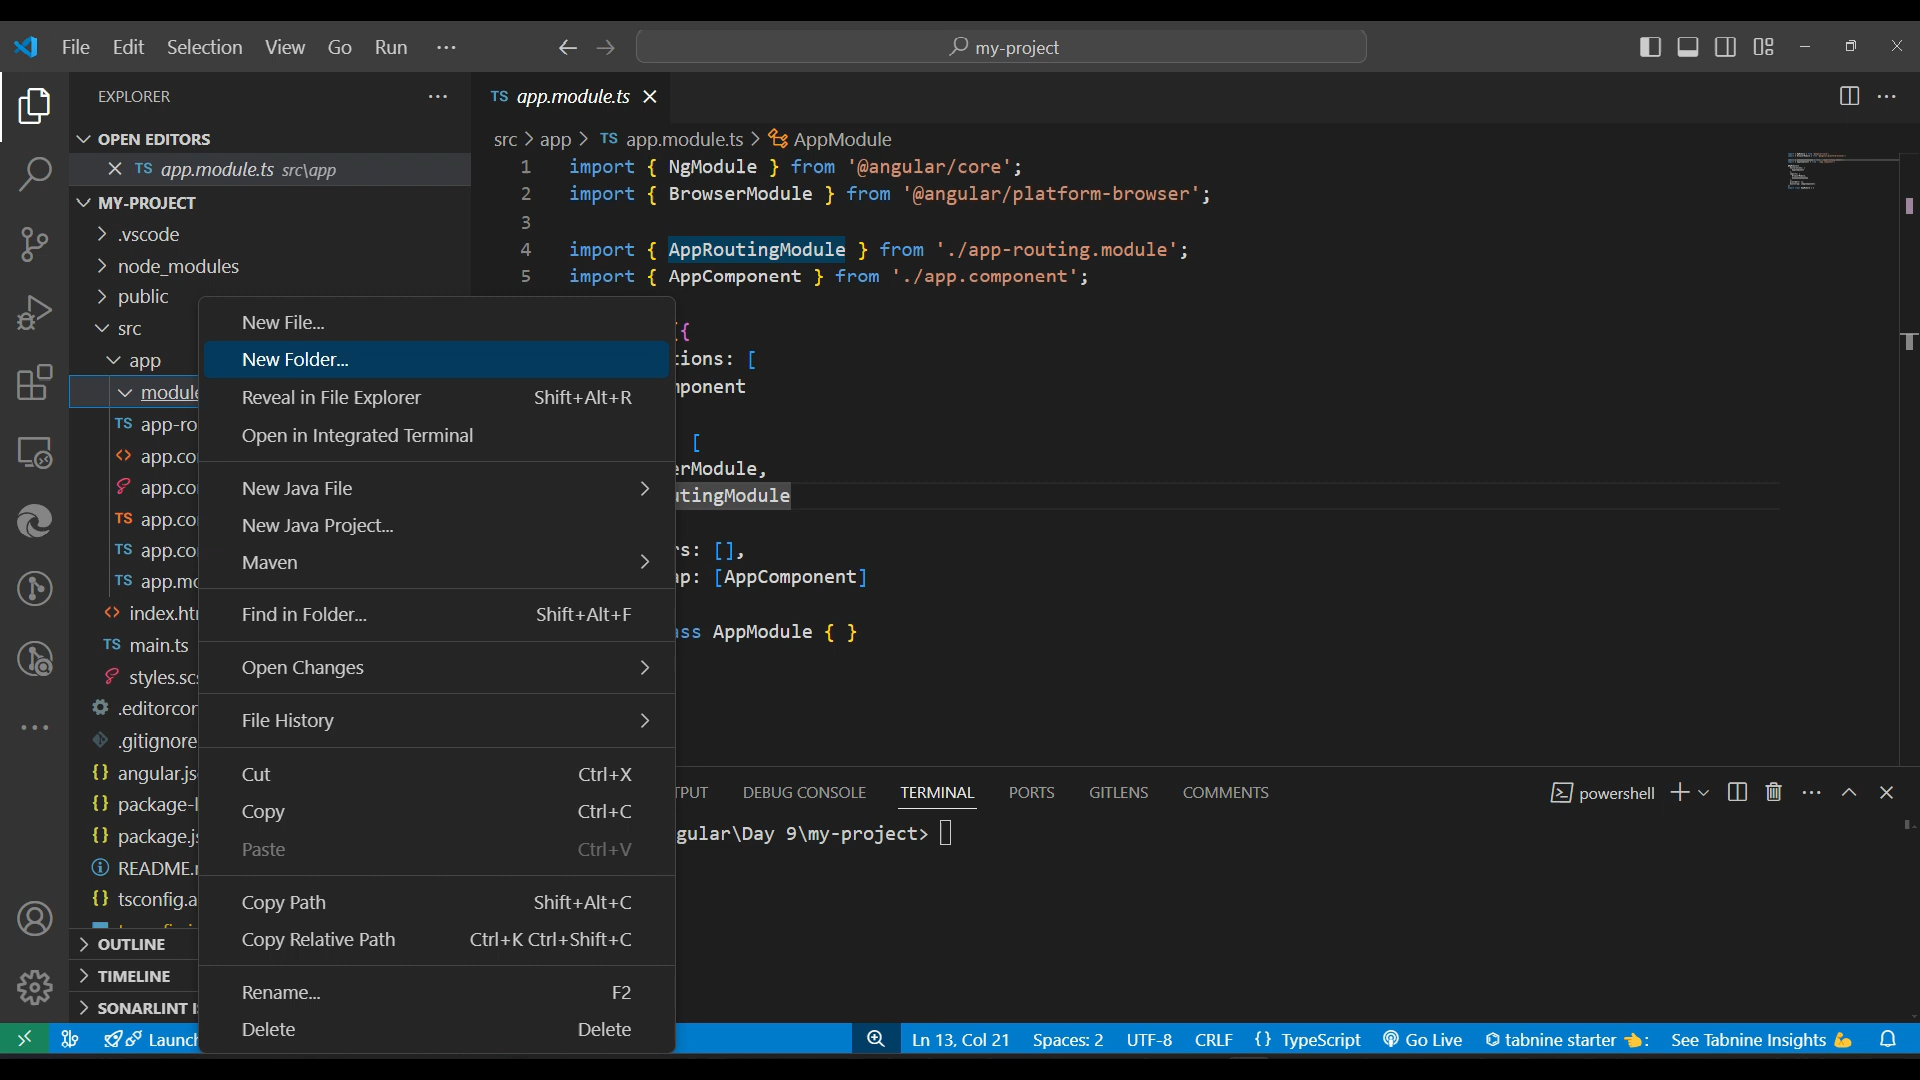 File Edit Selection View Go Run ···
my-project
EXPLORER
OPEN EDITORS
TS app.module.ts src\app
MY-PROJECT
.vscode
node_modules
public
src
app
module
TS app-ro
<> app.co
app.co
TS app.co
TS app.co
TS app.mo
<> index.ht
TS main.ts
styles.sc
.editorcor
.gitignore
{} angular.js
{} package-l
{} package.js
README.
{} tsconfig.a
OUTLINE
TIMELINE
SONARLINT I
New File...
New Folder...
Reveal in File Explorer Shift+Alt+R
Open in Integrated Terminal
New Java File
New Java Project...
Maven
Find in Folder... Shift+Alt+F
Open Changes
File History
Cut Ctrl+X
Copy Ctrl+C
Paste Ctrl+V
Copy Path Shift+Alt+C
Copy Relative Path Ctrl+K Ctrl+Shift+C
Rename... F2
Delete Delete
TS app.module.ts
src > app > TS app.module.ts > AppModule
1 import { NgModule } from '@angular/core';
2 import { BrowserModule } from '@angular/platform-browser';
3
4 import { AppRoutingModule } from './app-routing.module';
5 import { AppComponent } from './app.component';
({
tions: [
mponent
[
erModule,
utingModule
rs: [],
ap: [AppComponent]
ass AppModule { }
TPUT DEBUG CONSOLE TERMINAL PORTS GITLENS COMMENTS
powershell
gular\Day 9\my-project>
Launch
Ln 13, Col 21 Spaces: 2 UTF-8 CRLF {} TypeScript Go Live tabnine starter 👈: See Tabnine Insights 💪